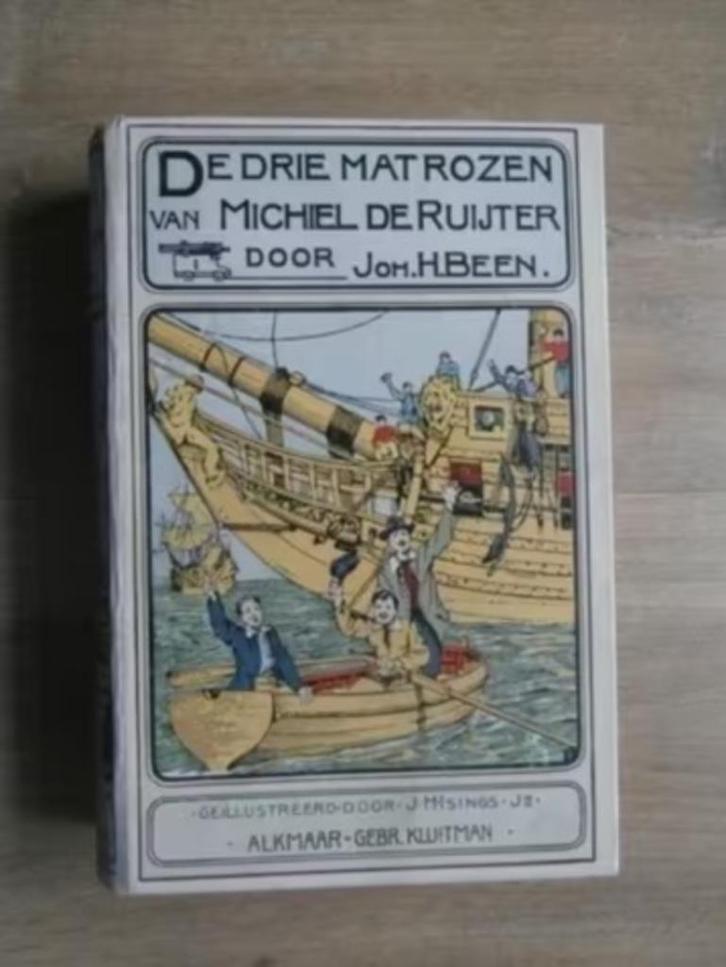 DE DRIE MATROZEN
VAN MICHIEL DE RUIJTER
DOOR JOH. H. BEEN.
·GEÏLLUSTREERD·DOOR·J·H·ISINGS·JR·
· ALKMAAR - GEBR. KLUITMAN ·